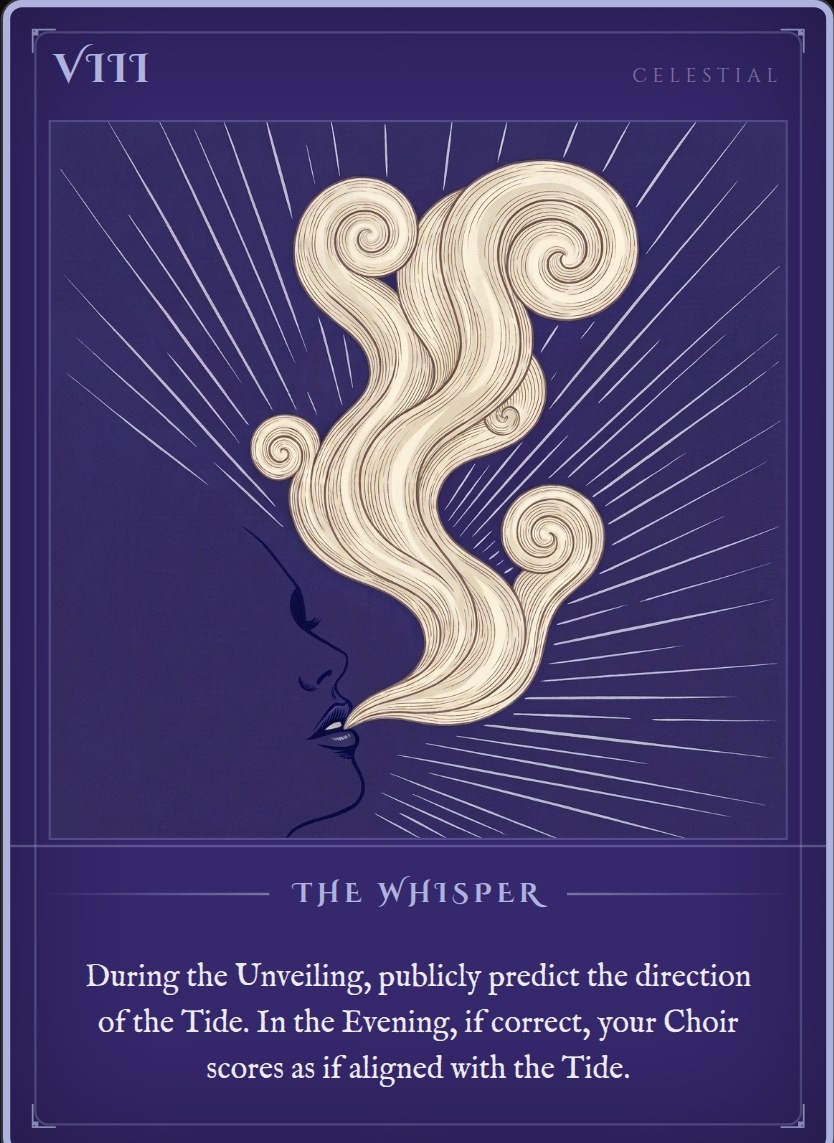 VIII
CELESTIAL
THE WHISPER
During the Unveiling, publicly predict the direction
of the Tide. In the Evening, if correct, your Choir
scores as if aligned with the Tide.